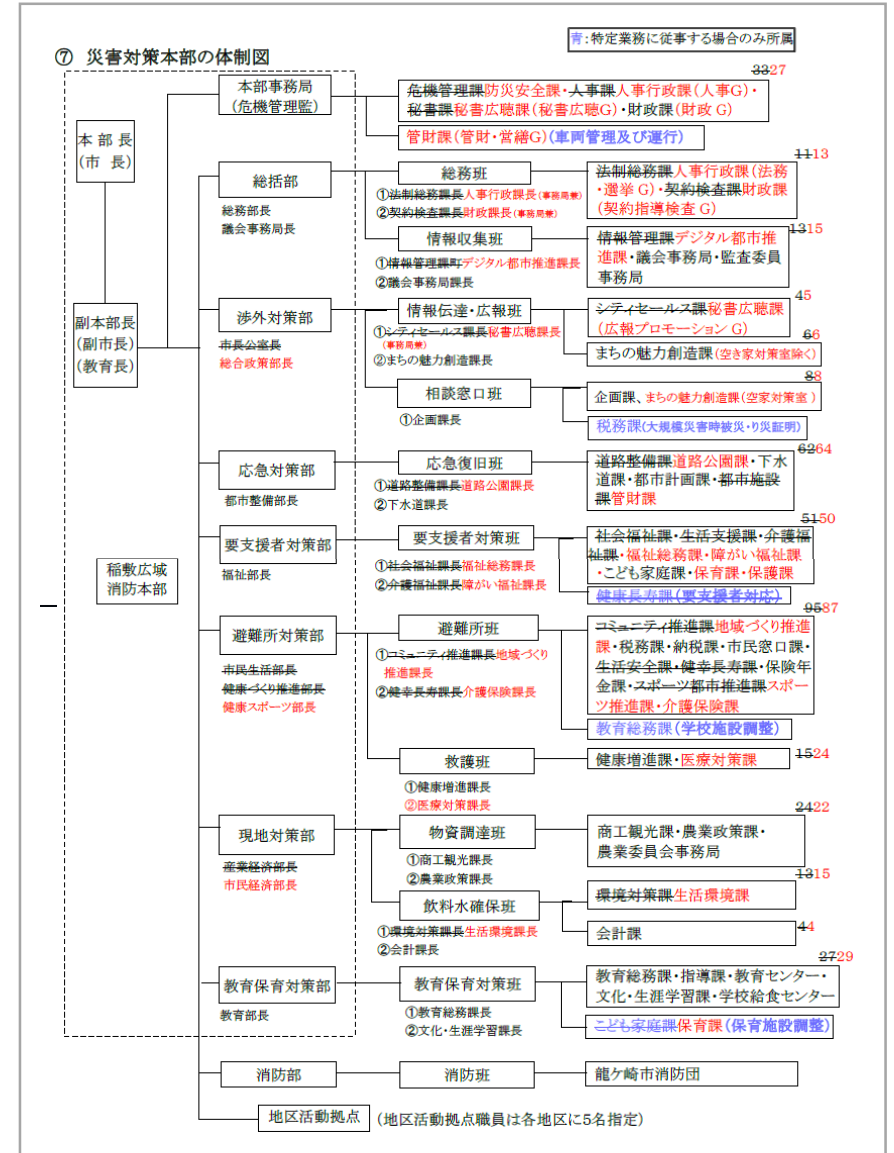 青:特定業務に従事する場合のみ所属
⑦ 災害対策本部の体制図
本部長
(市 長)
副本部長
(副市長)
(教育長)
稲敷広域
消防本部
本部事務局
(危機管理監)
3327
危機管理課防災安全課・人事課人事行政課(人事G)・
秘書課秘書広聴課(秘書広聴G)・財政課(財政 G)
管財課(管財・営繕G)(車両管理及び運行)
総括部
総務部長
議会事務局長
総務班
①法制総務課長人事行政課長(事務局兼)
②契約検査課長財政課長(事務局兼)
1113
法制総務課人事行政課(法務
・選挙 G)・契約検査課財政課
(契約指導検査 G)
情報収集班
①情報管理課町デジタル都市推進課長
②議会事務局課長
1315
情報管理課デジタル都市推
進課・議会事務局・監査委員
事務局
渉外対策部
市長公室長
総合政策部長
情報伝達・広報班
①シティセールス課長秘書広聴課長
(事務局兼)
②まちの魅力創造課長
45
シティセールス課秘書広聴課
(広報プロモーション G)
66
まちの魅力創造課(空き家対策室除く)
相談窓口班
①企画課長
88
企画課、まちの魅力創造課(空家対策室 )
税務課(大規模災害時被災・り災証明)
応急対策部
都市整備部長
応急復旧班
①道路整備課長道路公園課長
②下水道課長
6264
道路整備課道路公園課・下水
道課・都市計画課・都市施設
課管財課
要支援者対策部
福祉部長
要支援者対策班
①社会福祉課長福祉総務課長
②介護福祉課長障がい福祉課長
5150
社会福祉課・生活支援課・介護福
祉課・福祉総務課・障がい福祉課
・こども家庭課・保育課・保護課
健康長寿課(要支援者対応)
避難所対策部
市民生活部長
健康づくり推進部長
健康スポーツ部長
避難所班
①コミュニティ推進課長地域づくり
推進課長
②健幸長寿課長介護保険課長
9587
コミュニティ推進課地域づくり推進
課・税務課・納税課・市民窓口課・
生活安全課・健幸長寿課・保険年
金課・スポーツ都市推進課スポー
ツ推進課・介護保険課
教育総務課(学校施設調整)
救護班
①健康増進課長
②医療対策課長
1524
健康増進課・医療対策課
現地対策部
産業経済部長
市民経済部長
物資調達班
①商工観光課長
②農業政策課長
2422
商工観光課・農業政策課・
農業委員会事務局
飲料水確保班
①環境対策課長生活環境課長
②会計課長
1315
環境対策課生活環境課
44
会計課
教育保育対策部
教育部長
教育保育対策班
①教育総務課長
②文化・生涯学習課長
2729
教育総務課・指導課・教育センター・
文化・生涯学習課・学校給食センター
こども家庭課保育課(保育施設調整)
消防部
消防班
龍ケ崎市消防団
地区活動拠点
(地区活動拠点職員は各地区に5名指定)